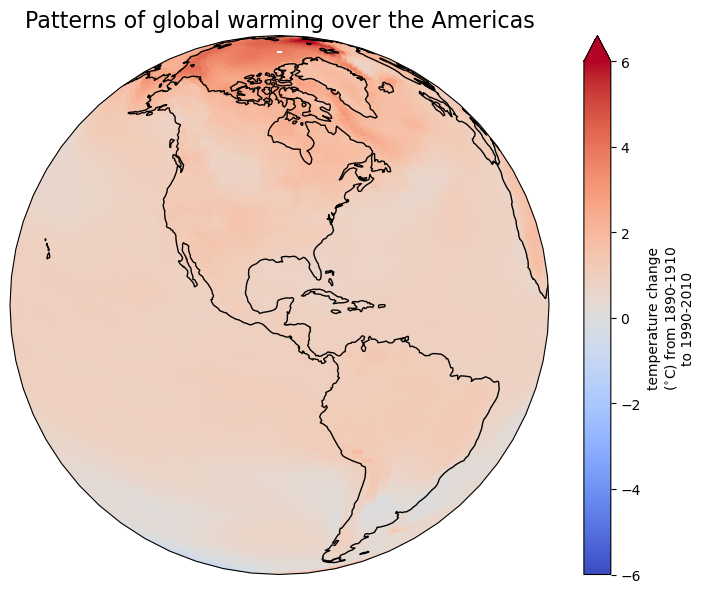 Patterns of global warming over the Americas
6
4
2
0
−2
−4
−6
temperature change
(°C) from 1890-1910
to 1990-2010